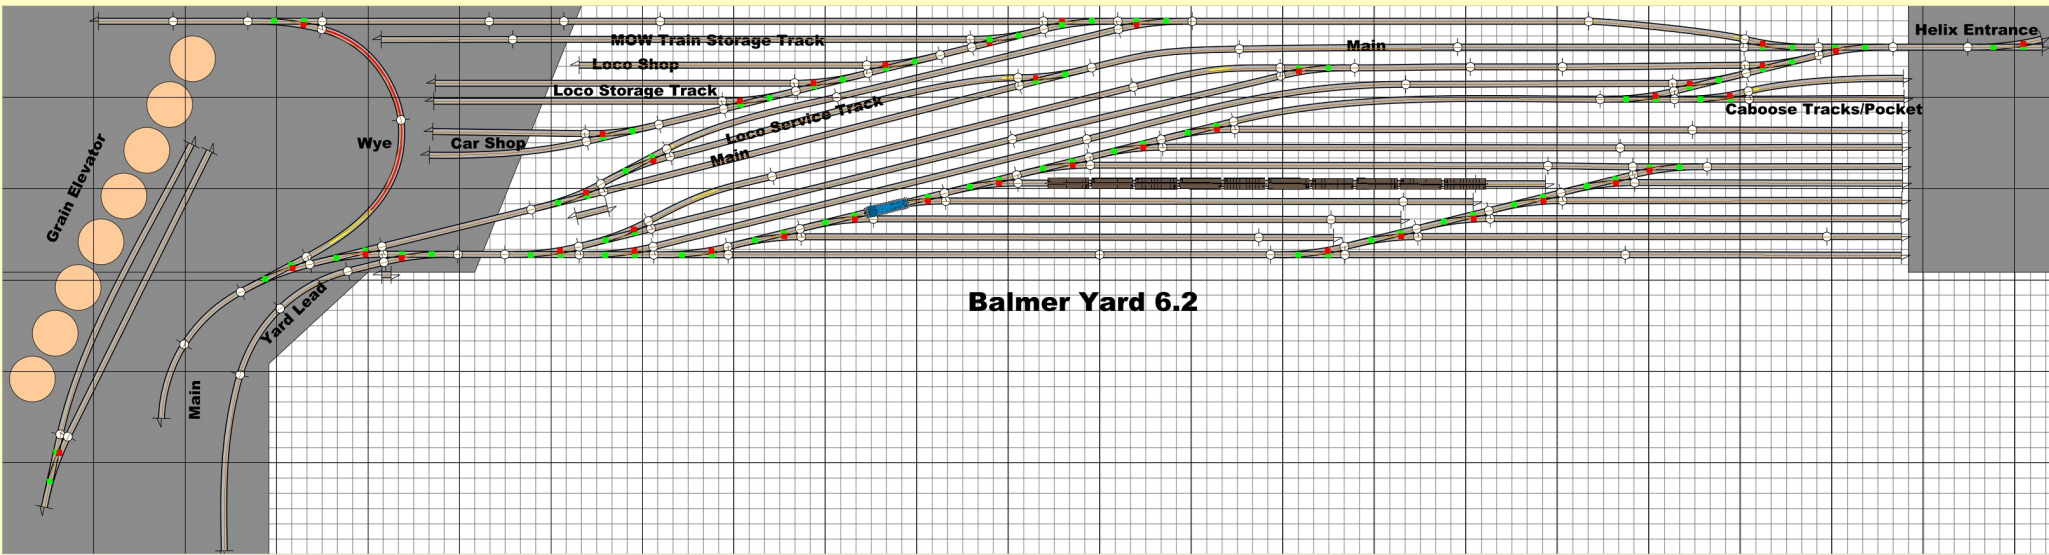 Helix Entrance
MOW Train Storage Track
Main
Loco Shop
Loco Storage Track
Caboose Tracks/Pocket
Loco Service Track
Wye
Car Shop
Main
Grain Elevator
Yard Lead
Balmer Yard 6.2
Main